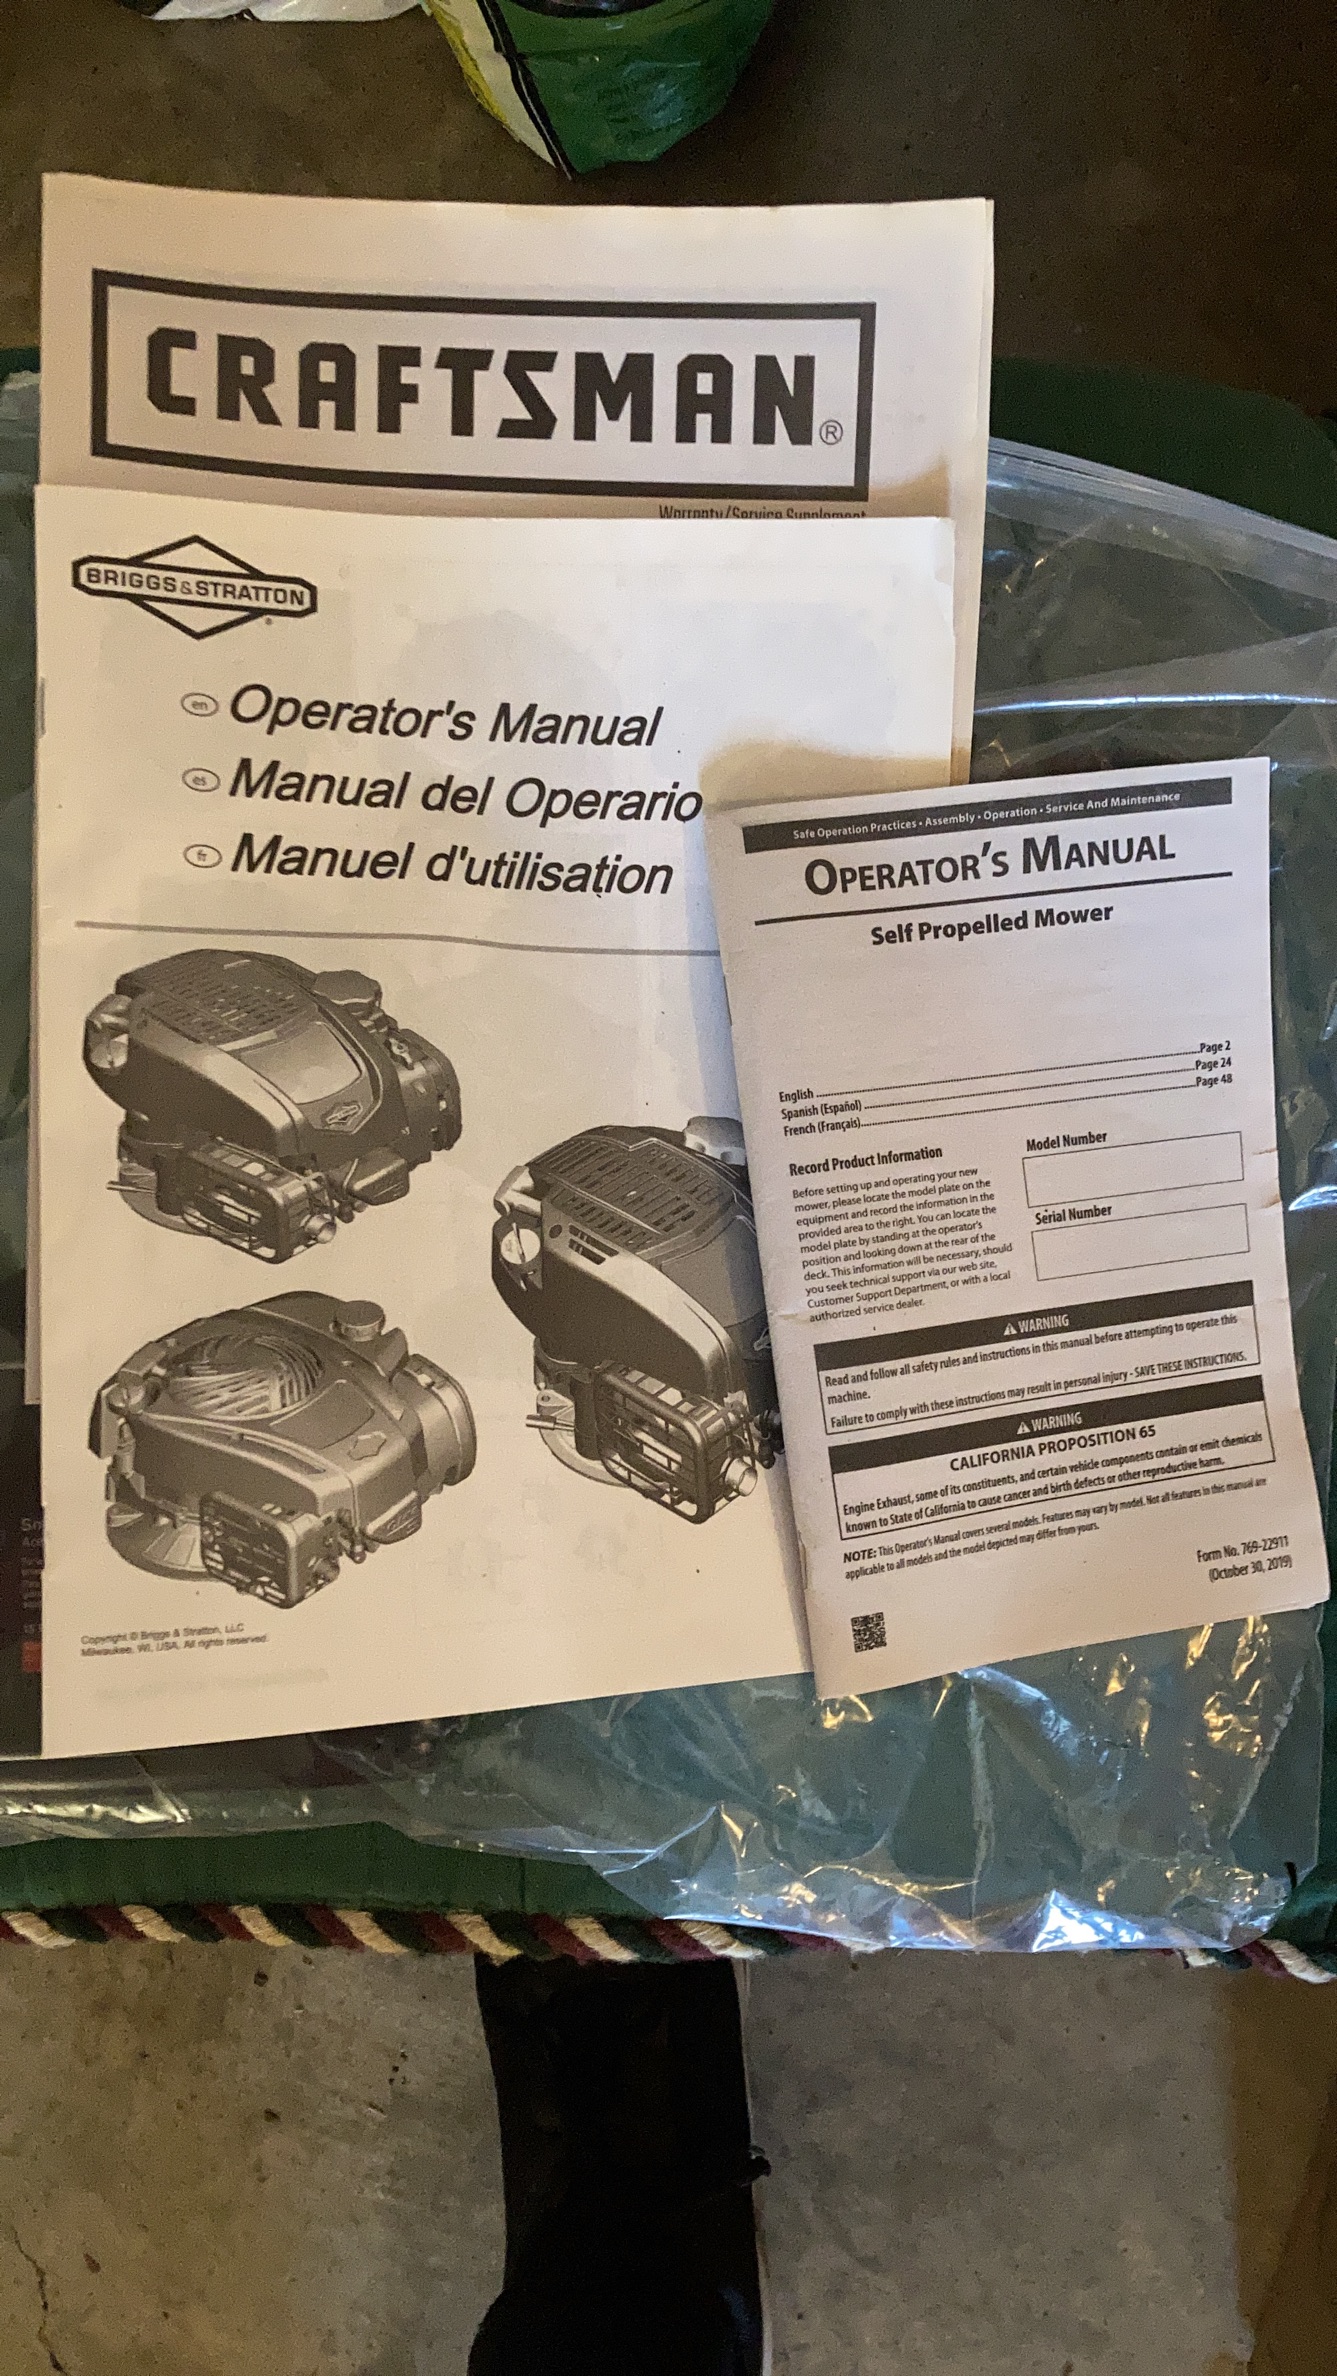 CRAFTSMAN®
Warranty/Service Supplement
BRIGGS&STRATTON®
en Operator's Manual
es Manual del Operario
fr Manuel d'utilisation
Copyright © Briggs & Stratton, LLC
Milwaukee, WI, USA. All rights reserved.
Safe Operation Practices • Assembly • Operation • Service And Maintenance
OPERATOR'S MANUAL
Self Propelled Mower
English ........ Page 2
Spanish (Español) ........ Page 24
French (Français)........ Page 48
Record Product Information
Before setting up and operating your new
mower, please locate the model plate on the
equipment and record the information in the
provided area to the right. You can locate the
model plate by standing at the operator's
position and looking down at the rear of the
deck. This information will be necessary, should
you seek technical support via our web site,
Customer Support Department, or with a local
authorized service dealer.
Model Number
Serial Number
⚠ WARNING
Read and follow all safety rules and instructions in this manual before attempting to operate this
machine.
Failure to comply with these instructions may result in personal injury - SAVE THESE INSTRUCTIONS.
⚠ WARNING
CALIFORNIA PROPOSITION 65
Engine Exhaust, some of its constituents, and certain vehicle components contain or emit chemicals
known to State of California to cause cancer and birth defects or other reproductive harm.
NOTE: This Operator's Manual covers several models. Features may vary by model. Not all features in this manual are
applicable to all models and the model depicted may differ from yours.
Form No. 769-22911
(October 30, 2019)